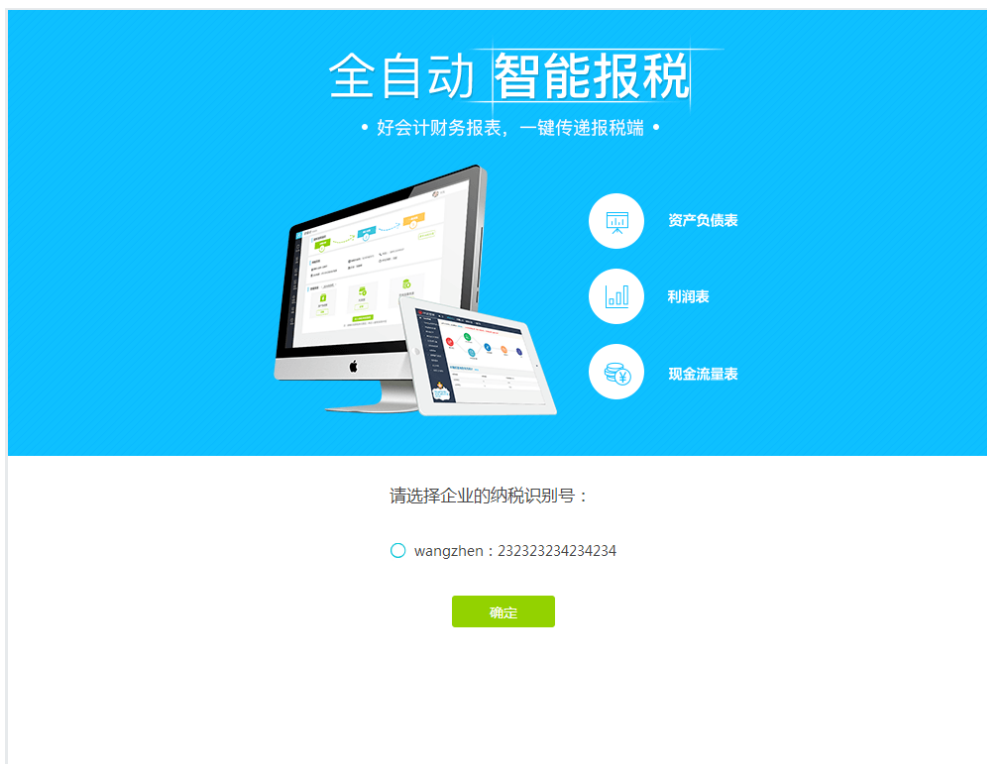 全自动 智能报税
• 好会计财务报表，一键传递报税端 •
资产负债表
利润表
现金流量表
请选择企业的纳税识别号：
wangzhen：232323234234234
确定